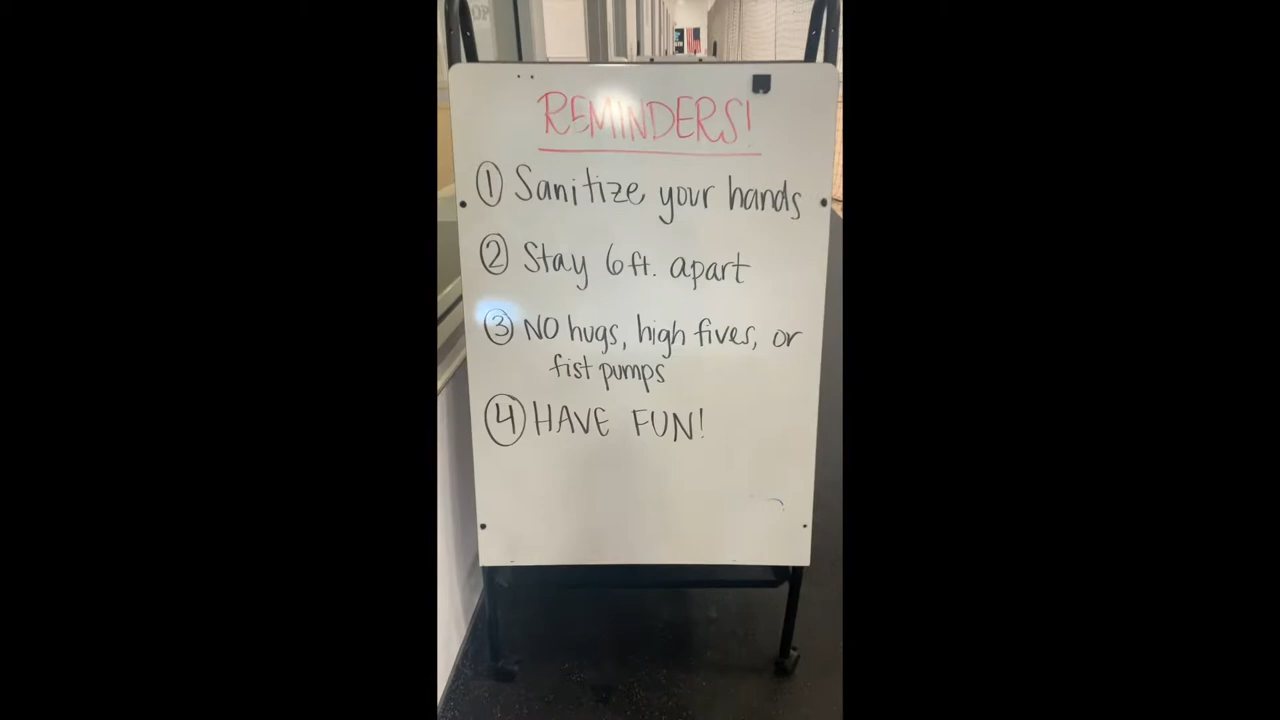 REMINDERS!
① Sanitize your hands
② Stay 6ft. apart
③ NO hugs, high fives, or
fist pumps
④ HAVE FUN!